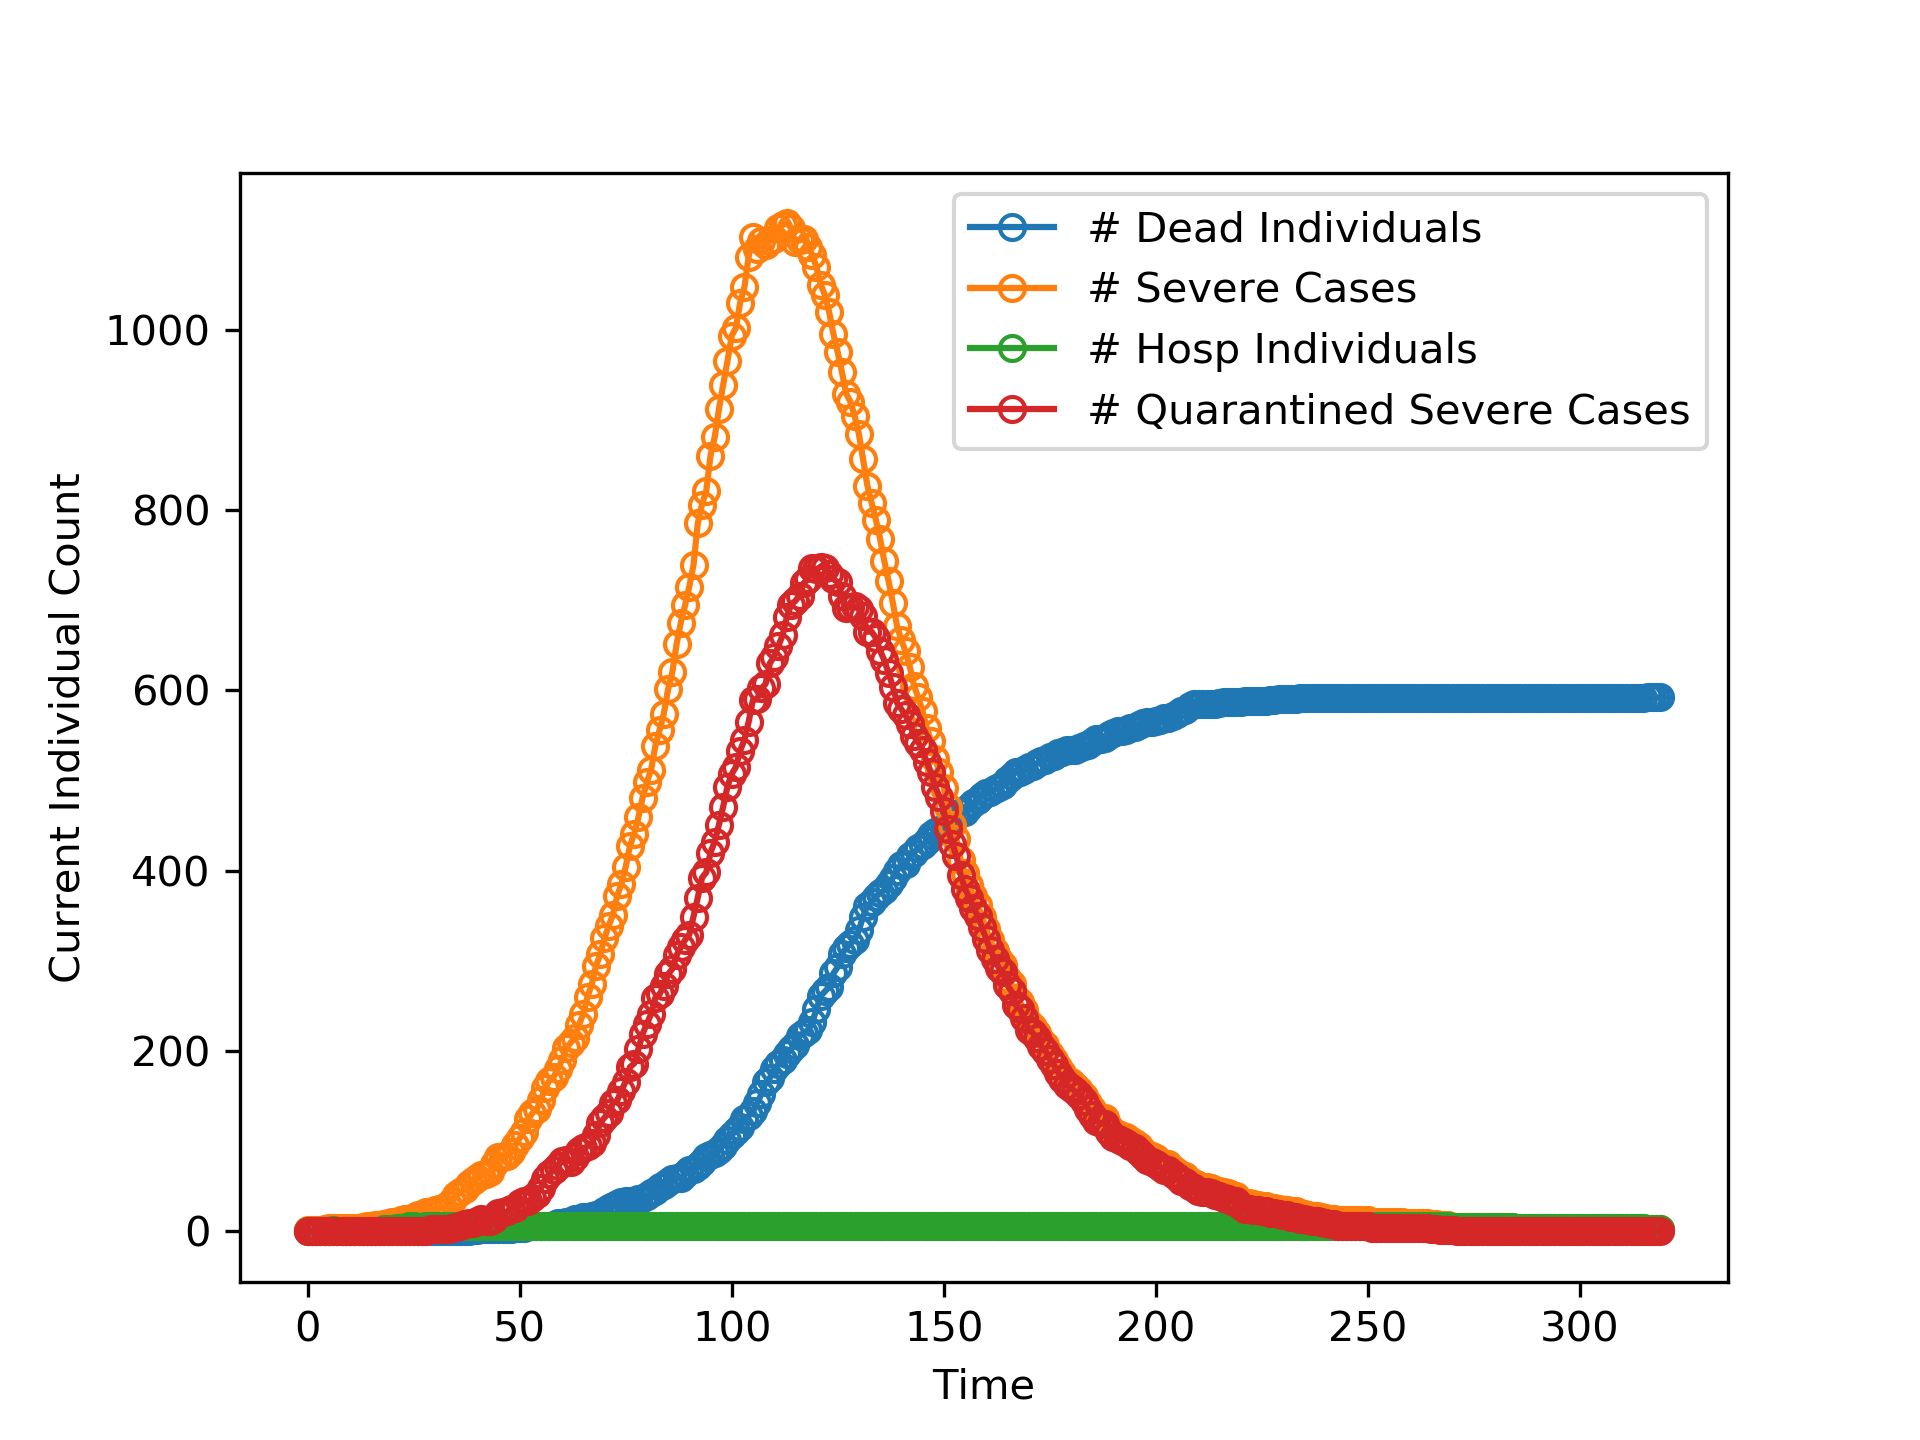 # Dead Individuals
# Severe Cases
# Hosp Individuals
# Quarantined Severe Cases
1000
800
600
400
200
0
Current Individual Count
0 50 100 150 200 250 300
Time